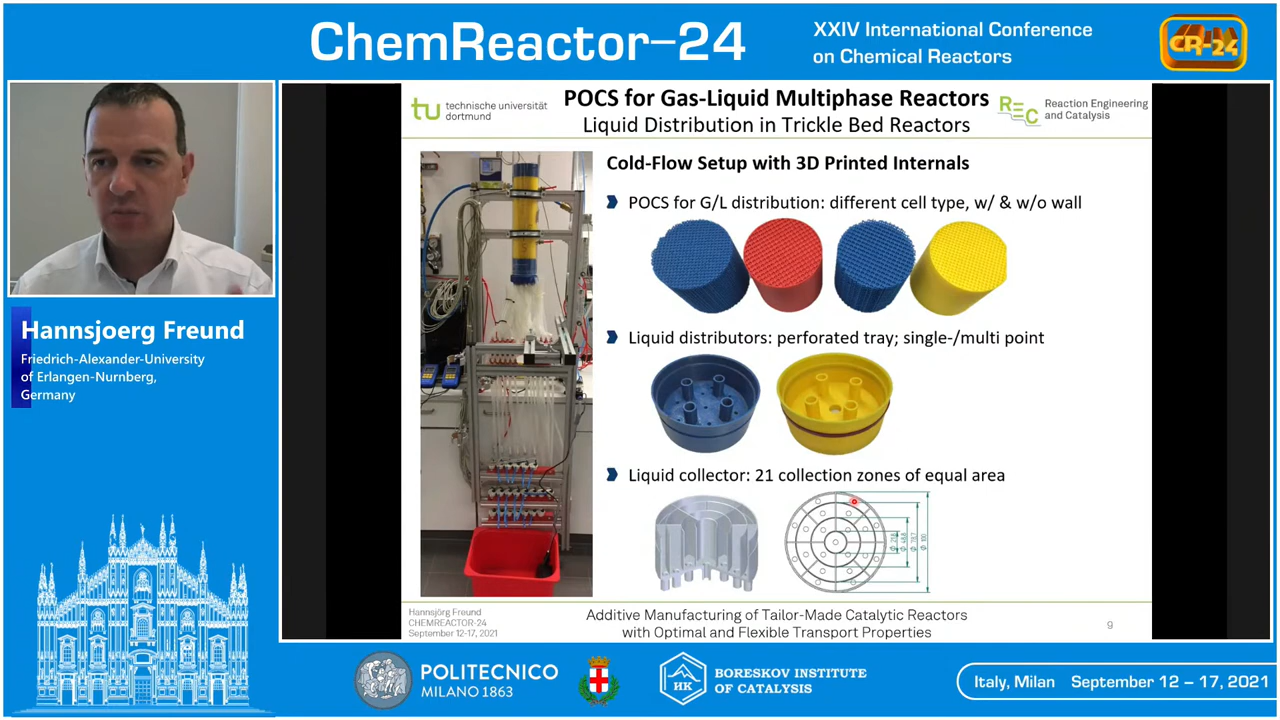 ChemReactor-24
XXIV International Conference
on Chemical Reactors
CR-24
tu technische universität
dortmund
POCS for Gas-Liquid Multiphase Reactors
Liquid Distribution in Trickle Bed Reactors
REC Reaction Engineering
and Catalysis
Cold-Flow Setup with 3D Printed Internals
POCS for G/L distribution: different cell type, w/ & w/o wall
Liquid distributors: perforated tray; single-/multi point
Liquid collector: 21 collection zones of equal area
Hannsjoerg Freund
Friedrich-Alexander-University
of Erlangen-Nurnberg,
Germany
Hannsjörg Freund
CHEMREACTOR-24
September 12-17, 2021
Additive Manufacturing of Tailor-Made Catalytic Reactors
with Optimal and Flexible Transport Properties
9
POLITECNICO
MILANO 1863
НК
BORESKOV INSTITUTE
OF CATALYSIS
Italy, Milan September 12 – 17, 2021